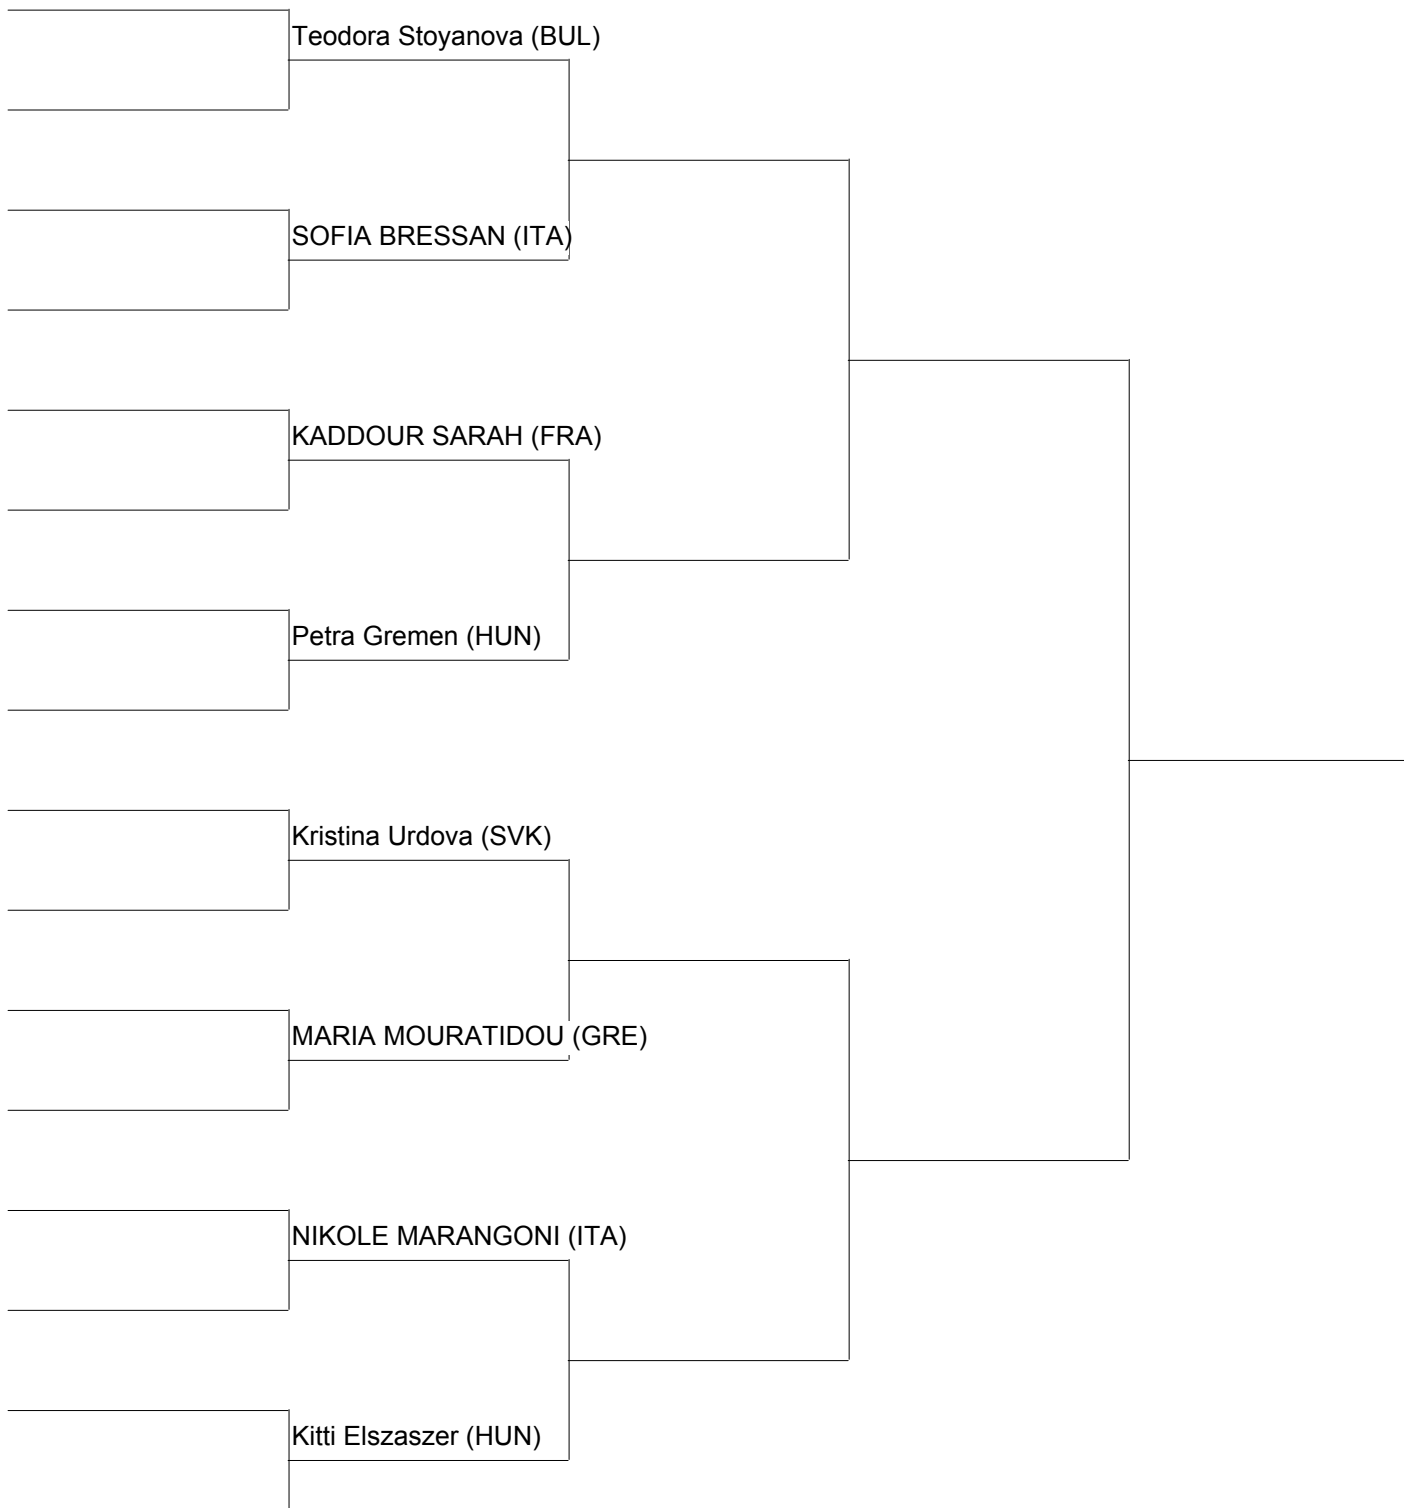 Teodora Stoyanova (BUL)
SOFIA BRESSAN (ITA)
KADDOUR SARAH (FRA)
Petra Gremen (HUN)
Kristina Urdova (SVK)
MARIA MOURATIDOU (GRE)
NIKOLE MARANGONI (ITA)
Kitti Elszaszer (HUN)